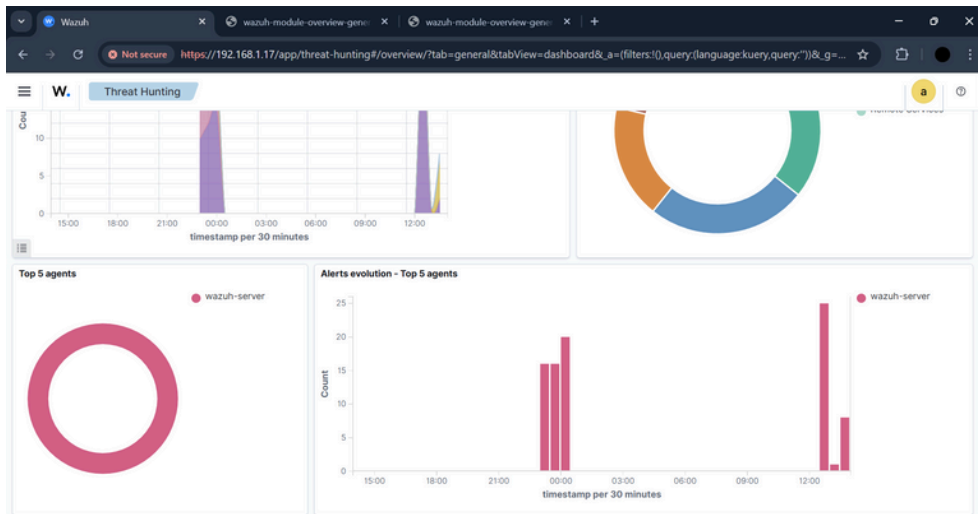 Wazuh
wazuh-module-overview-gener
wazuh-module-overview-gener
Not secure https://192.168.1.17/app/threat-hunting#/overview/?tab=general&tabView=dashboard&_a=(filters:!(),query:(language:kuery,query:''))&_g=...
W. Threat Hunting a
Cou
10
5
0
15:00 18:00 21:00 00:00 03:00 06:00 09:00 12:00
timestamp per 30 minutes
Remote Services
Top 5 agents
wazuh-server
Alerts evolution - Top 5 agents
wazuh-server
Count
25
20
15
10
5
0
15:00 18:00 21:00 00:00 03:00 06:00 09:00 12:00
timestamp per 30 minutes